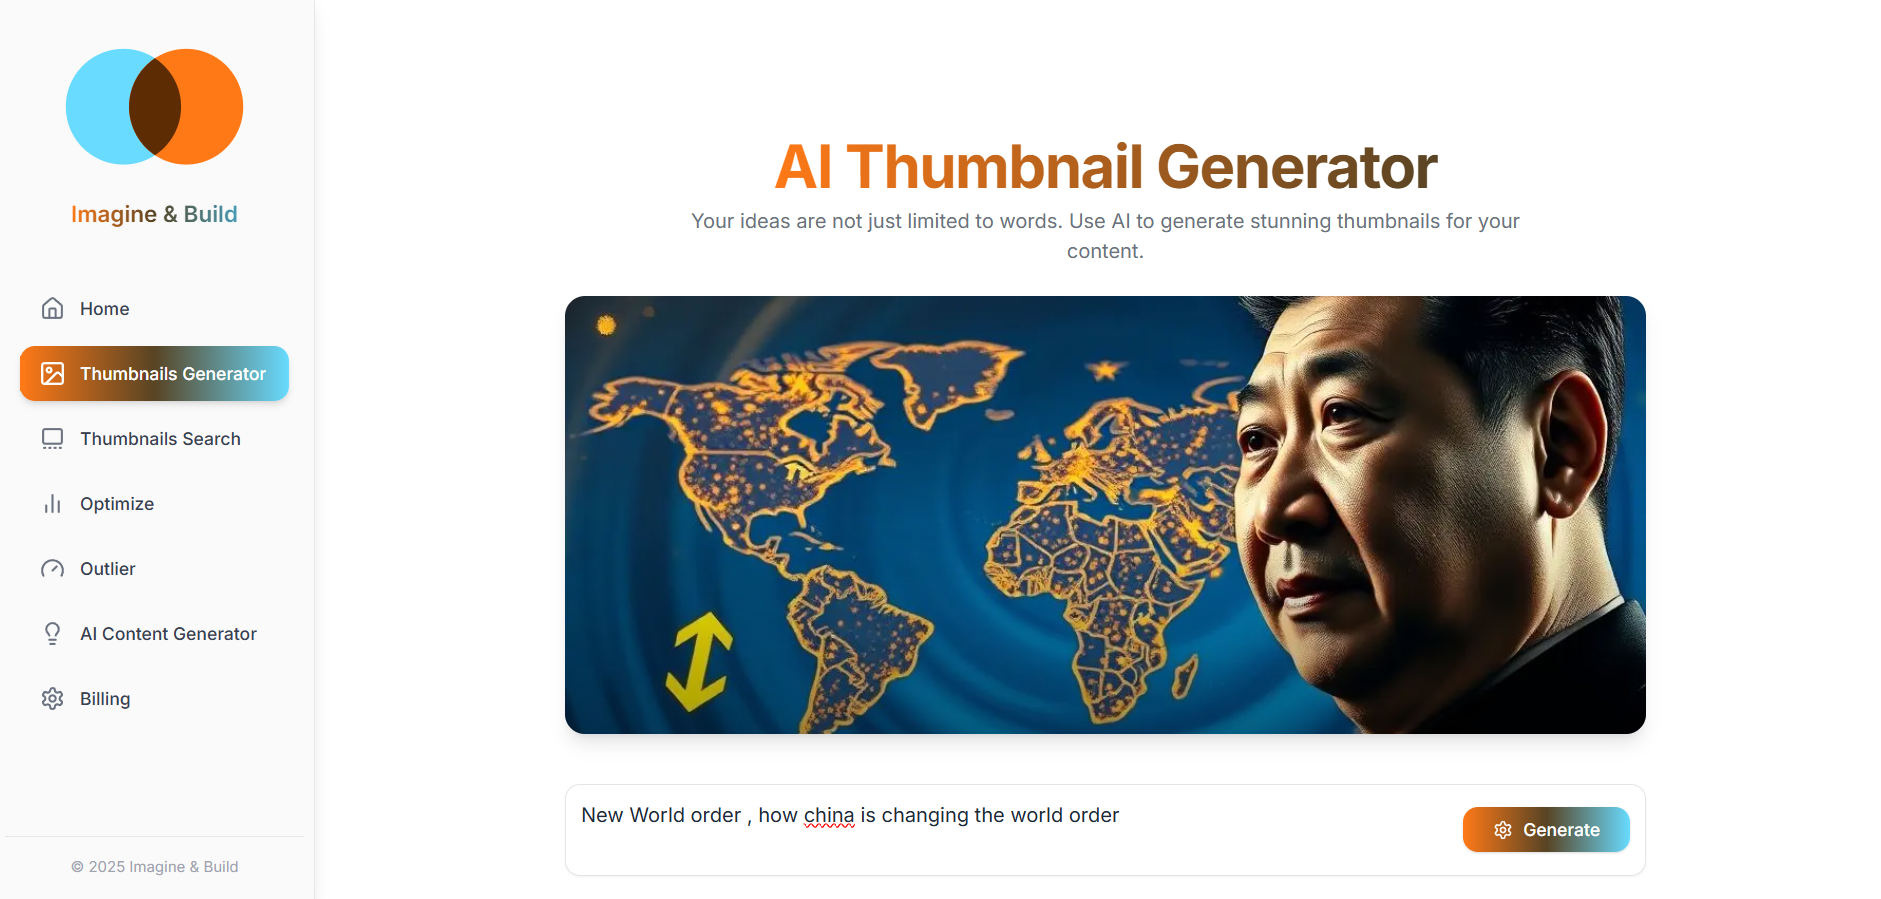 Imagine & Build
Home
Thumbnails Generator
Thumbnails Search
Optimize
Outlier
AI Content Generator
Billing
© 2025 Imagine & Build
AI Thumbnail Generator
Your ideas are not just limited to words. Use AI to generate stunning thumbnails for your
content.
New World order , how china is changing the world order
Generate